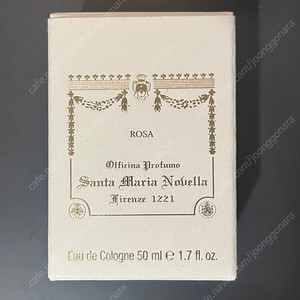 ROSA
Officina Profumo
Santa Maria Novella
Firenze 1221
Eau de Cologne 50 ml ℮ 1.7 fl. oz.